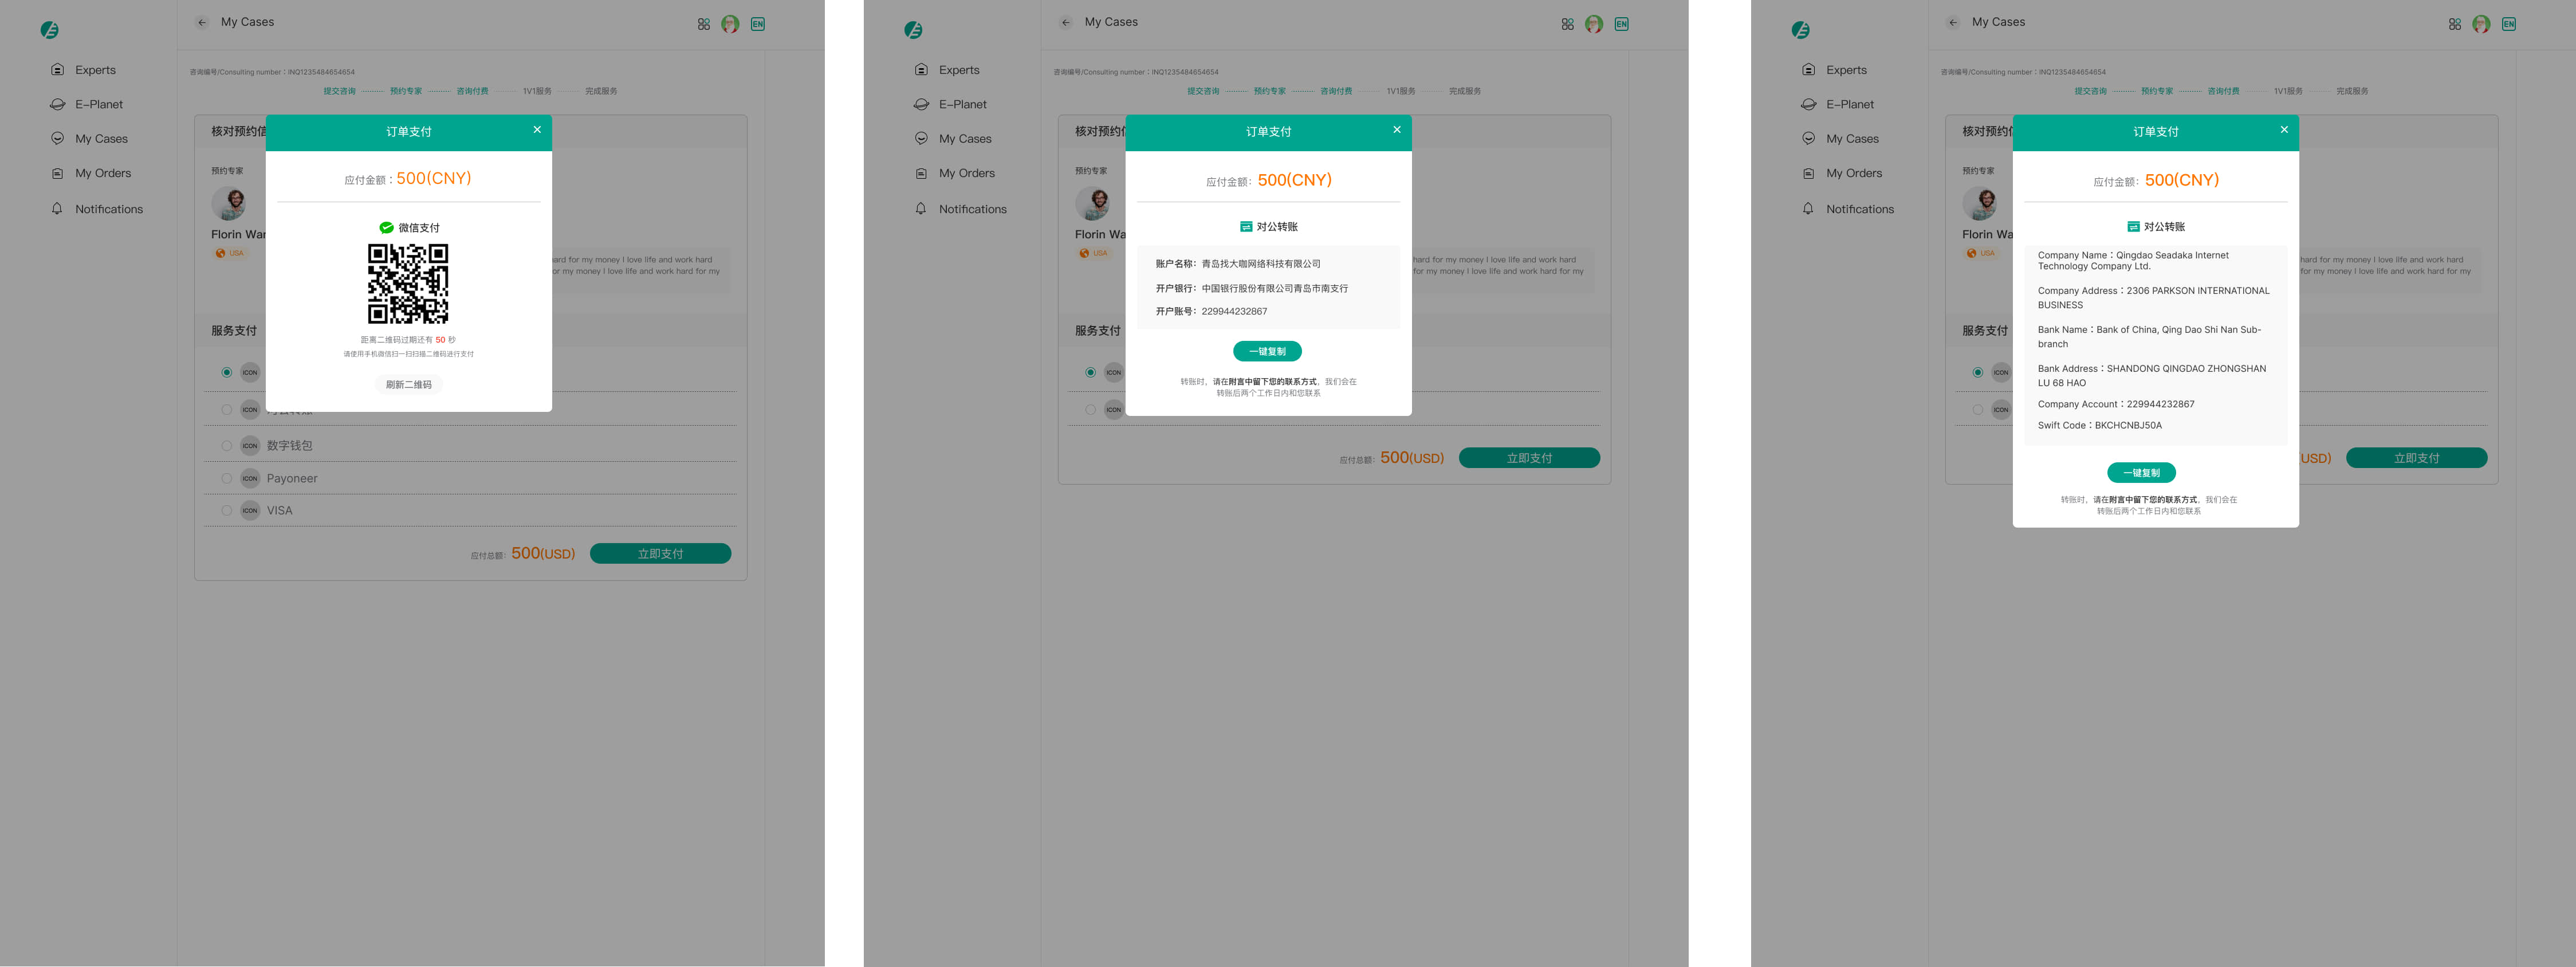 My Cases
EN
Experts
E-Planet
My Cases
My Orders
Notifications
咨询编号/Consulting number：INQ1235484654654
提交咨询 预约专家 咨询付费 1V1服务 完成服务
核对预约信
订单支付
预约专家
应付金额：500(CNY)
微信支付
Florin War
USA
ard for my money I love life and work hard
or my money I love life and work hard for my
距离二维码过期还有 50 秒
请使用手机微信扫一扫扫描二维码进行支付
服务支付
刷新二维码
ICON
ICON
ICON 数字钱包
ICON Payoneer
ICON VISA
应付总额：500(USD) 立即支付
My Cases
EN
Experts
E-Planet
My Cases
My Orders
Notifications
咨询编号/Consulting number：INQ1235484654654
提交咨询 预约专家 咨询付费 1V1服务 完成服务
核对预约信
订单支付
预约专家
应付金额：500(CNY)
对公转账
Florin Wa
USA
hard for my money I love life and work hard
for my money I love life and work hard for my
账户名称：青岛找大咖网络科技有限公司
开户银行：中国银行股份有限公司青岛市南支行
开户账号：229944232867
服务支付
一键复制
ICON
转账时，请在附言中留下您的联系方式，我们会在
转账后两个工作日内和您联系
ICON
应付总额：500(USD) 立即支付
My Cases
EN
Experts
E-Planet
My Cases
My Orders
Notifications
咨询编号/Consulting number：INQ1235484654654
提交咨询 预约专家 咨询付费 1V1服务 完成服务
核对预约信
订单支付
预约专家
应付金额：500(CNY)
对公转账
Florin Wa
USA
hard for my money I love life and work hard
for my money I love life and work hard for my
Company Name：Qingdao Seadaka Internet
Technology Company Ltd.
Company Address：2306 PARKSON INTERNATIONAL
BUSINESS
Bank Name：Bank of China, Qing Dao Shi Nan Sub-
branch
Bank Address：SHANDONG QINGDAO ZHONGSHAN
LU 68 HAO
Company Account：229944232867
Swift Code：BKCHCNBJ50A
服务支付
ICON
ICON
USD) 立即支付
一键复制
转账时，请在附言中留下您的联系方式，我们会在
转账后两个工作日内和您联系